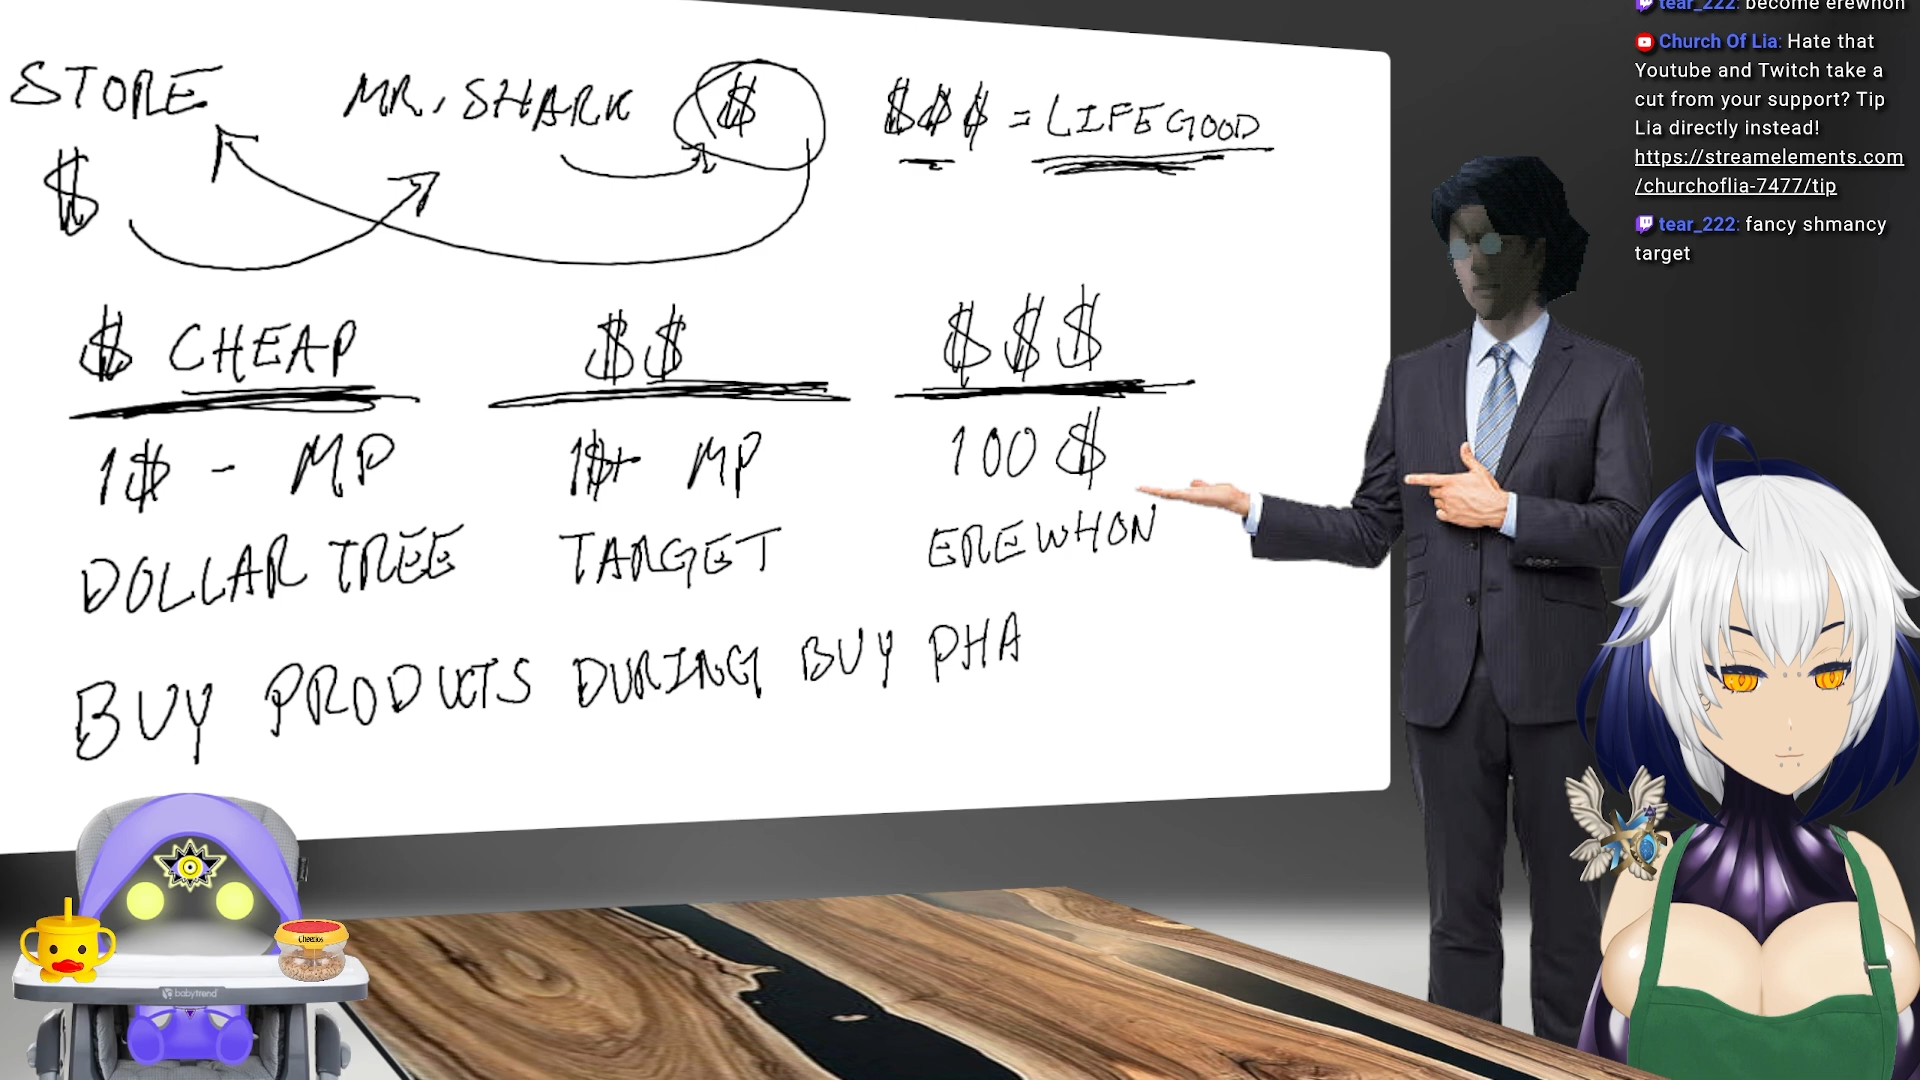 STORE MR. SHARK $ $$$ = LIFE GOOD
$
$ CHEAP $$ $$$
1$ - MP 1$+ MP 100 $
DOLLAR TREE TARGET EREWHON
BUY PRODUCTS DURING BUY PHA
tear_222: become erewhon
Church Of Lia: Hate that
Youtube and Twitch take a
cut from your support? Tip
Lia directly instead!
https://streamelements.com
/churchoflia-7477/tip
tear_222: fancy shmancy
target
Cheerios
babytrend